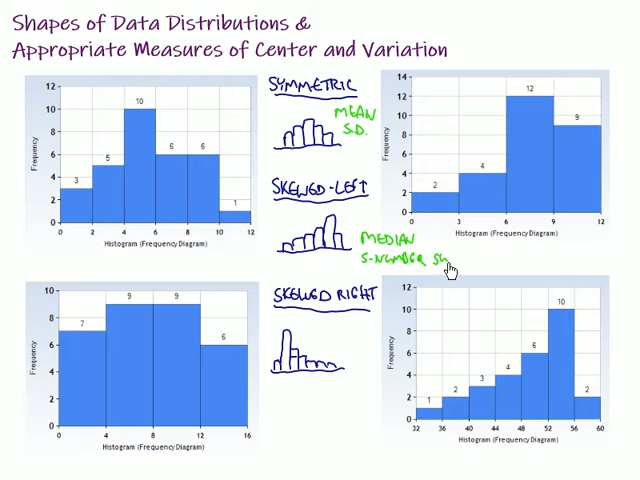 Shapes of Data Distributions &
Appropriate Measures of Center and Variation
12
10
8
6
4
2
0
Frequency
3
5
10
6
6
1
0 2 4 6 8 10 12
Histogram (Frequency Diagram)
SYMMETRIC
MEAN
S.D.
SKEWED-LEFT
MEDIAN
5-NUMBER
SKEWED RIGHT
14
12
10
8
6
4
2
0
Frequency
2
4
12
9
0 3 6 9 12
Histogram (Frequency Diagram)
10
8
6
4
2
0
Frequency
7
9
9
6
0 4 8 12 16
Histogram (Frequency Diagram)
12
10
8
6
4
2
0
Frequency
1
2
3
4
6
10
2
32 36 40 44 48 52 56 60
Histogram (Frequency Diagram)